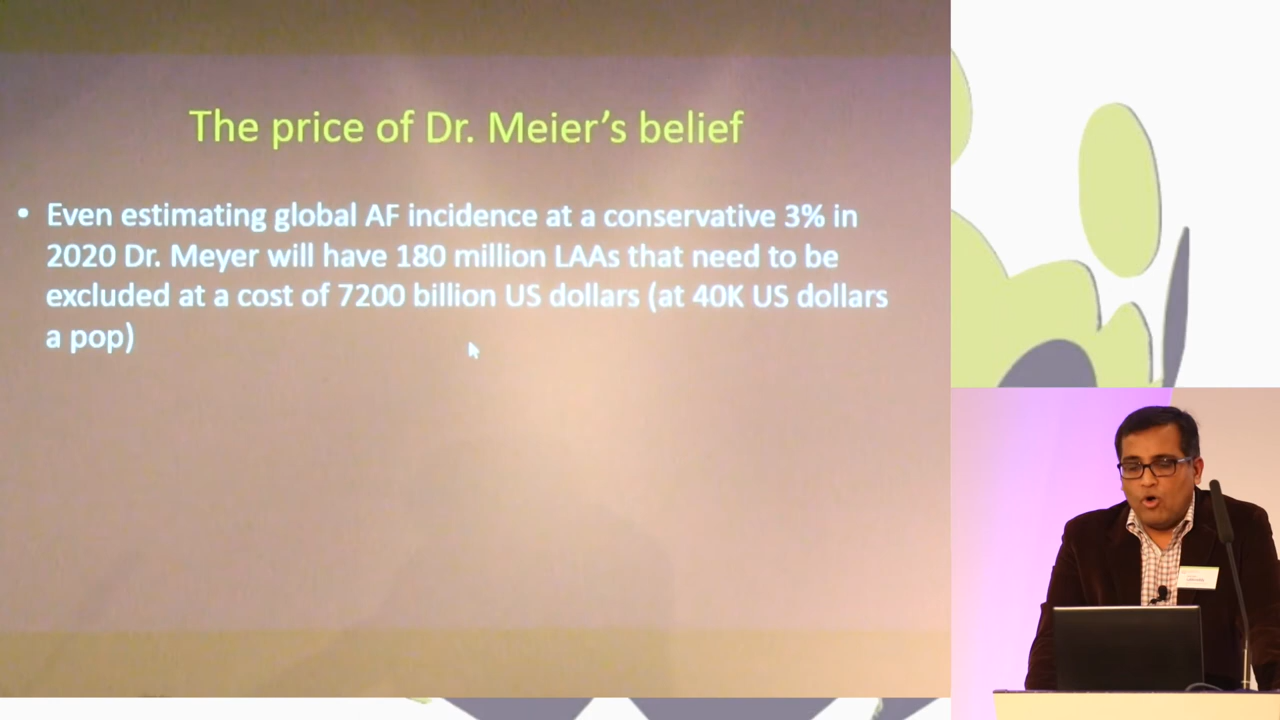 The price of Dr. Meier's belief
• Even estimating global AF incidence at a conservative 3% in
2020 Dr. Meyer will have 180 million LAAs that need to be
excluded at a cost of 7200 billion US dollars (at 40K US dollars
a pop)